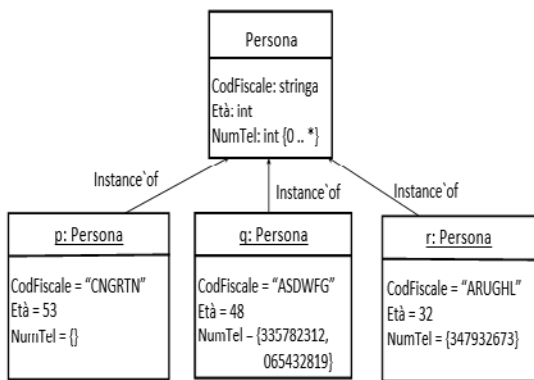 Persona
CodFiscale: stringa
Età: int
NumTel: int {0 .. *}
Instance`of
Instance`of
Instance`of
p: Persona
CodFiscale = "CNGRTN"
Età = 53
NumTel = {}
q: Persona
CodFiscale = "ASDWFG"
Età = 48
NumTel – {335782312,
065432819}
r: Persona
CodFiscale = "ARUGHL"
Età = 32
NumTel = {347932673}